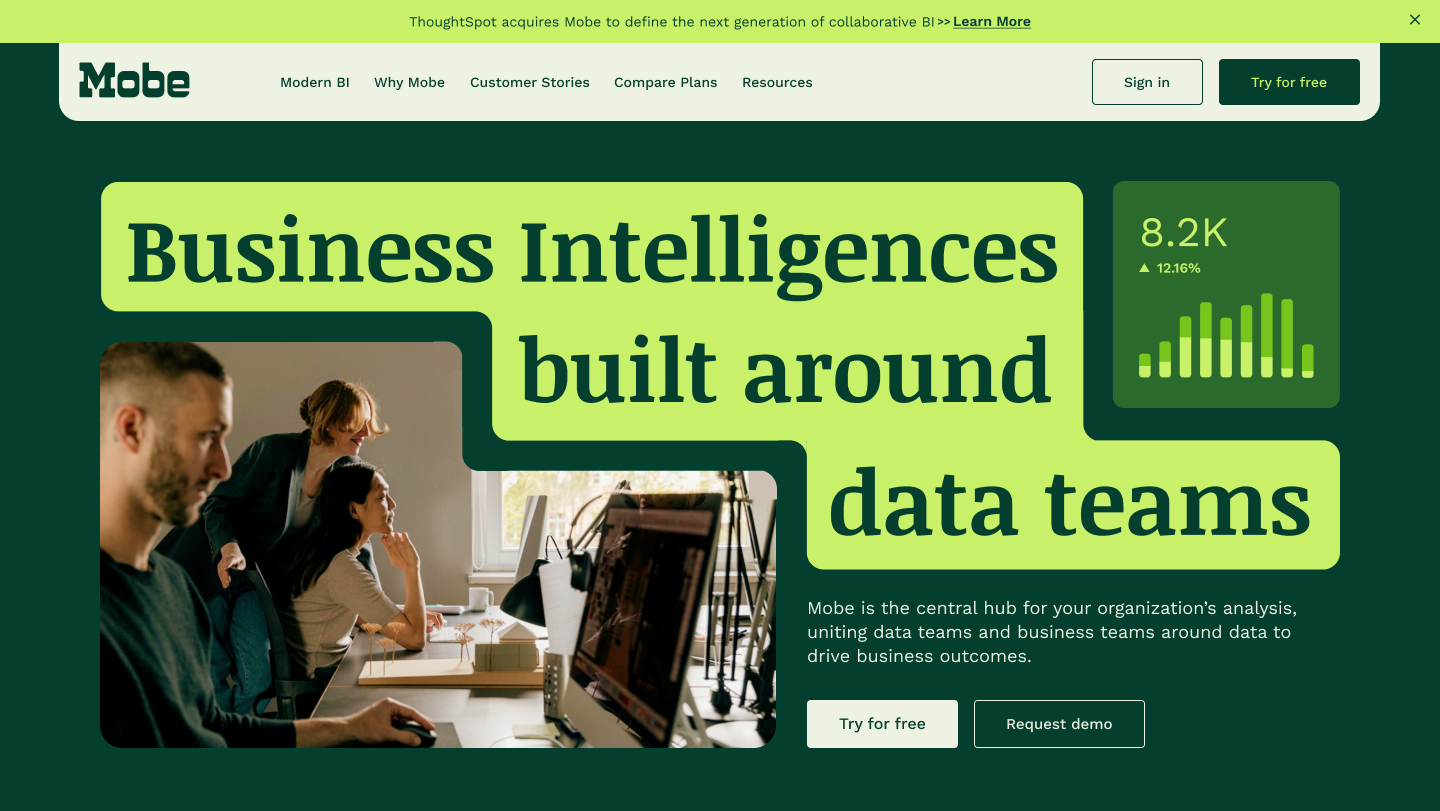 ThoughtSpot acquires Mobe to define the next generation of collaborative BI >> Learn More
Mobe
Modern BI
Why Mobe
Customer Stories
Compare Plans
Resources
Sign in
Try for free
Business Intelligences
built around
data teams
8.2K
12.16%
Mobe is the central hub for your organization’s analysis,
uniting data teams and business teams around data to
drive business outcomes.
Try for free
Request demo